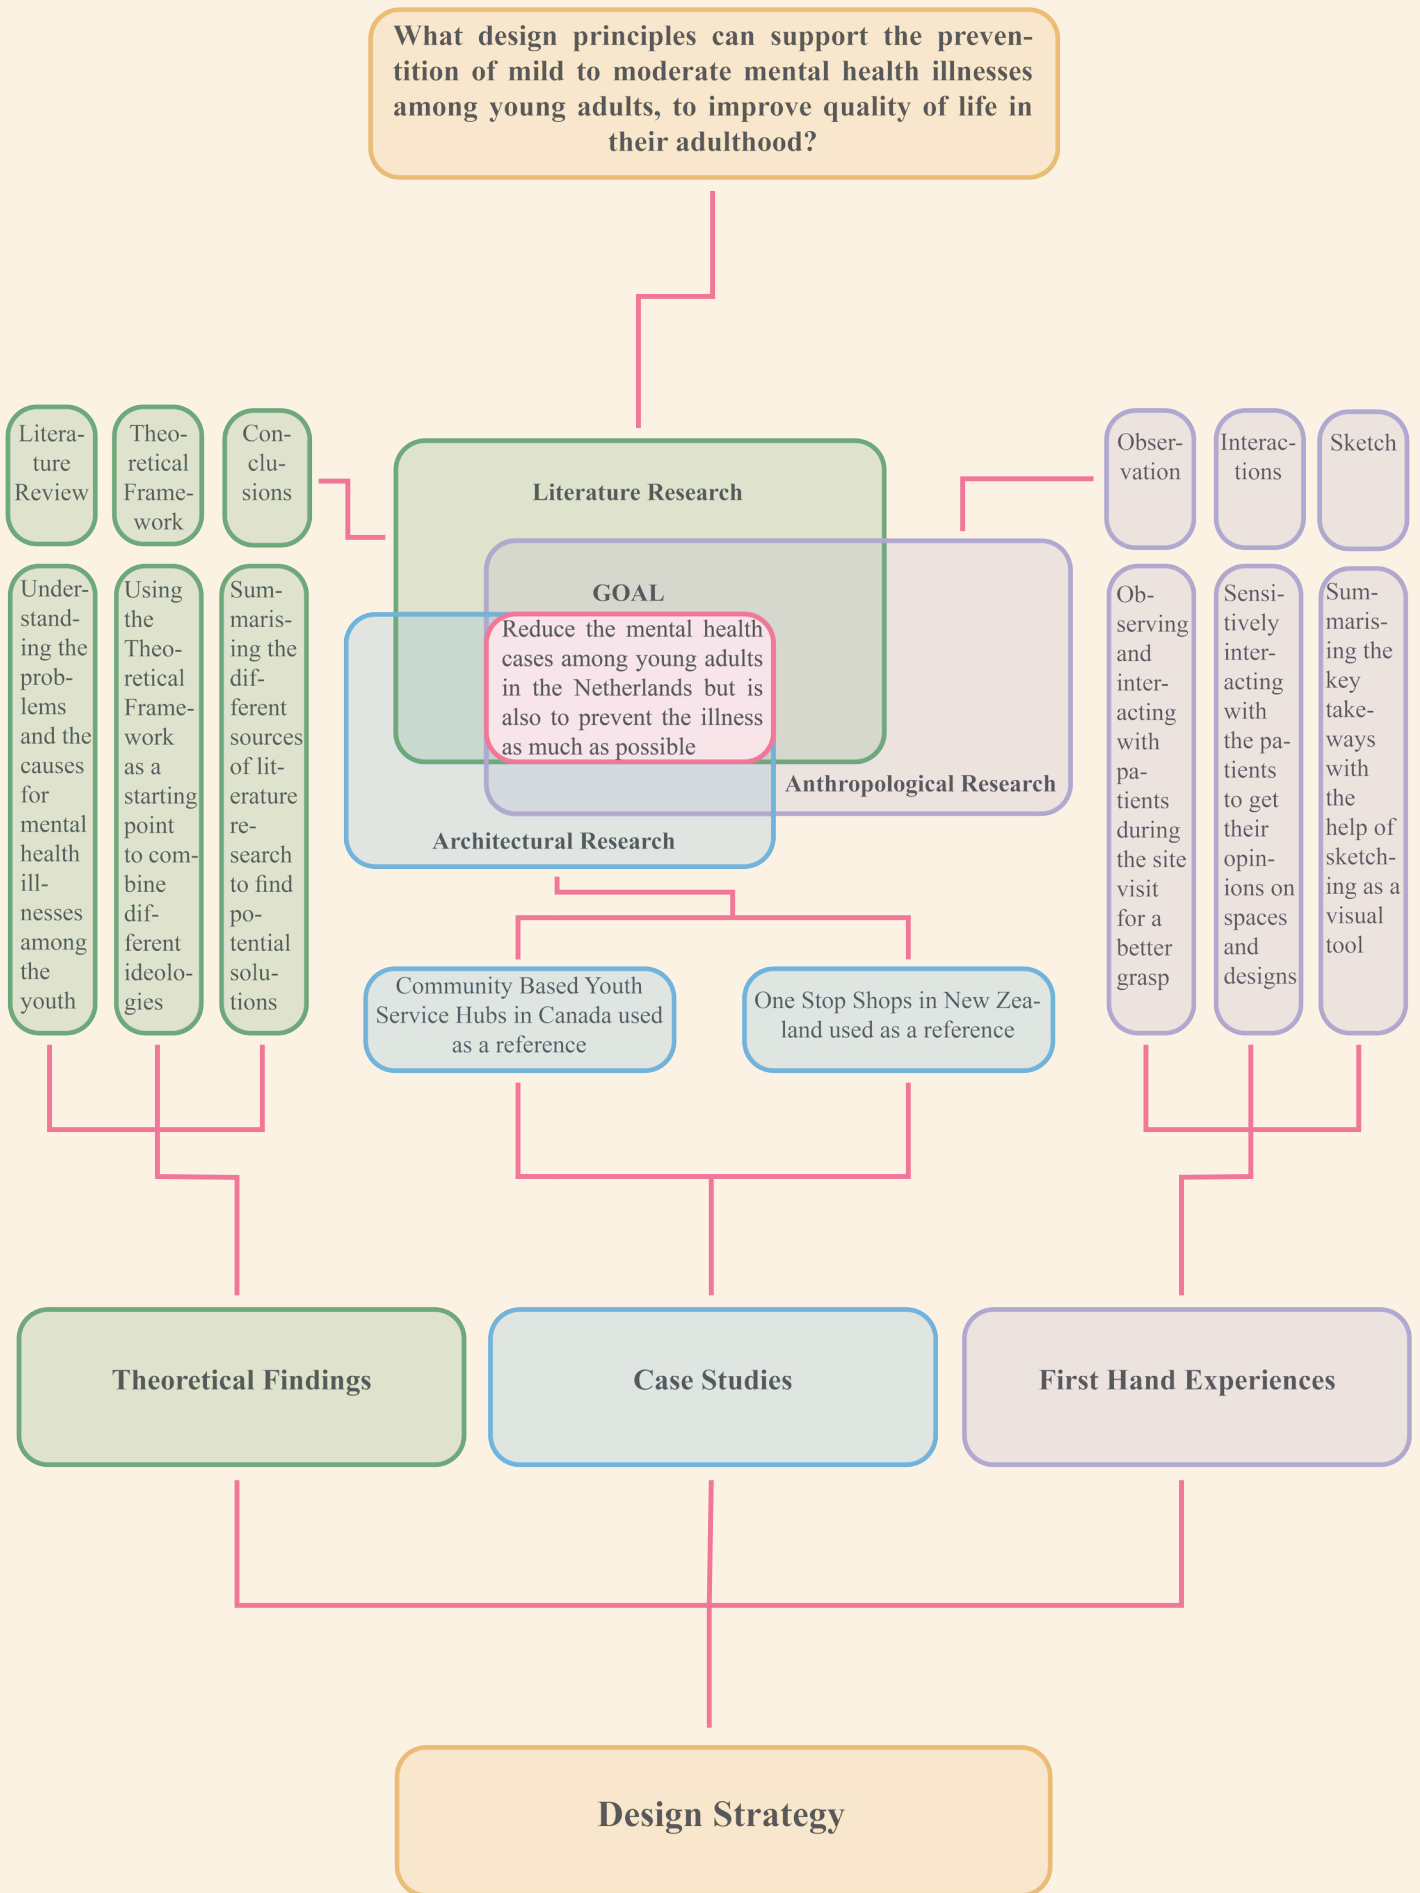 What design principles can support the preven-
tition of mild to moderate mental health illnesses
among young adults, to improve quality of life in
their adulthood?
Litera-
ture
Review
Theo-
retical
Frame-
work
Con-
clu-
sions
Under-
stand-
ing the
prob-
lems
and the
causes
for
mental
health
ill-
nesses
among
the
youth
Using
the
Theo-
retical
Frame-
work
as a
starting
point
to com-
bine
dif-
ferent
ideolo-
gies
Sum-
maris-
ing the
dif-
ferent
sources
of lit-
erature
re-
search
to find
po-
tential
solu-
tions
Literature Research
GOAL
Reduce the mental health
cases among young adults
in the Netherlands but is
also to prevent the illness
as much as possible
Anthropological Research
Architectural Research
Community Based Youth
Service Hubs in Canada used
as a reference
One Stop Shops in New Zea-
land used as a reference
Obser-
vation
Interac-
tions
Sketch
Ob-
serving
and
inter-
acting
with
pa-
tients
during
the site
visit
for a
better
grasp
Sensi-
tively
inter-
acting
with
the pa-
tients
to get
their
opin-
ions on
spaces
and
designs
Sum-
maris-
ing the
key
take-
ways
with
the
help of
sketch-
ing as a
visual
tool
Theoretical Findings
Case Studies
First Hand Experiences
Design Strategy